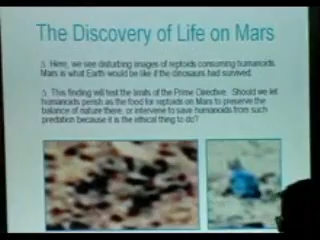 The Discovery of Life on Mars
∆ Here, we see disturbing images of reptoids consuming humanoids.
Mars is what Earth would be like if the dinosaurs had survived.
∆ This finding will test the limits of the Prime Directive. Should we let
humanoids perish as the food for reptoids on Mars to preserve the
balance of nature there, or intervene to save humanoids from such
predation because it is the ethical thing to do?